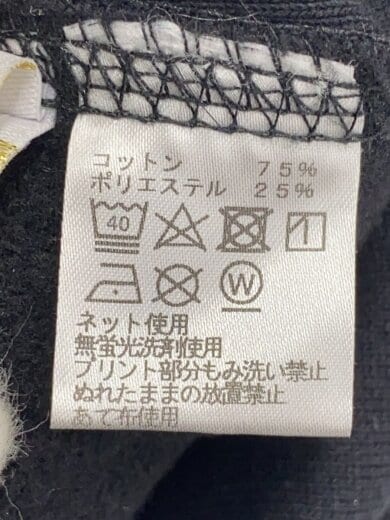 コットン 75%
ポリエステル 25%
40
W
ネット使用
無蛍光洗剤使用
プリント部分もみ洗い禁止
ぬれたままの放置禁止
あて布使用